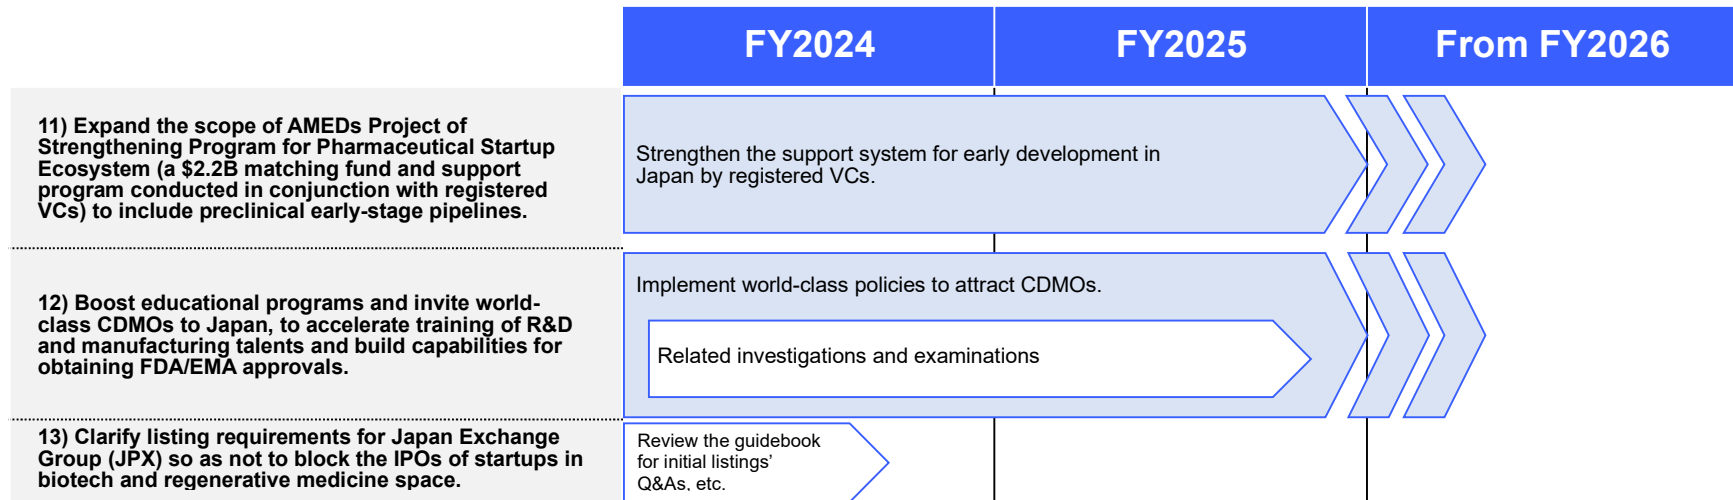 FY2024
FY2025
From FY2026
11) Expand the scope of AMEDs Project of
Strengthening Program for Pharmaceutical Startup
Ecosystem (a $2.2B matching fund and support
program conducted in conjunction with registered
VCs) to include preclinical early-stage pipelines.
Strengthen the support system for early development in
Japan by registered VCs.
12) Boost educational programs and invite world-
class CDMOs to Japan, to accelerate training of R&D
and manufacturing talents and build capabilities for
obtaining FDA/EMA approvals.
Implement world-class policies to attract CDMOs.
Related investigations and examinations
13) Clarify listing requirements for Japan Exchange
Group (JPX) so as not to block the IPOs of startups in
biotech and regenerative medicine space.
Review the guidebook
for initial listings’
Q&As, etc.